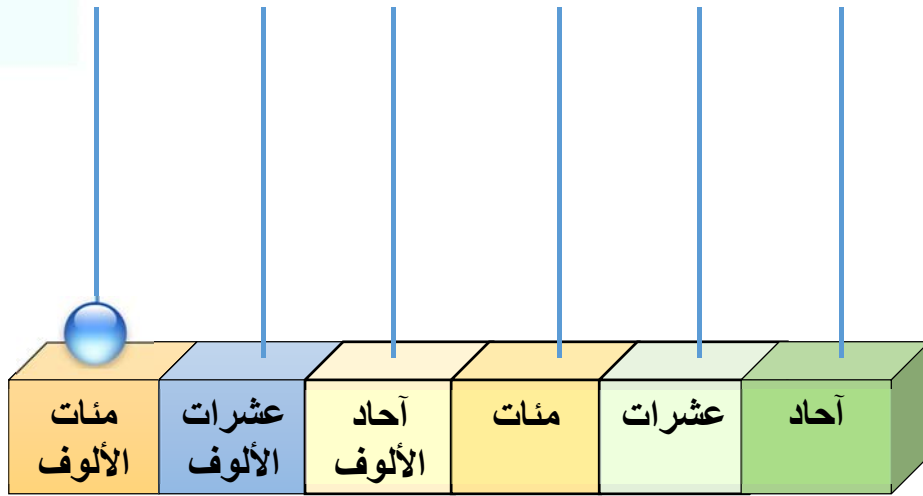 آحاد
عشرات
مئات
آحاد
الألوف
عشرات
الألوف
مئات
الألوف